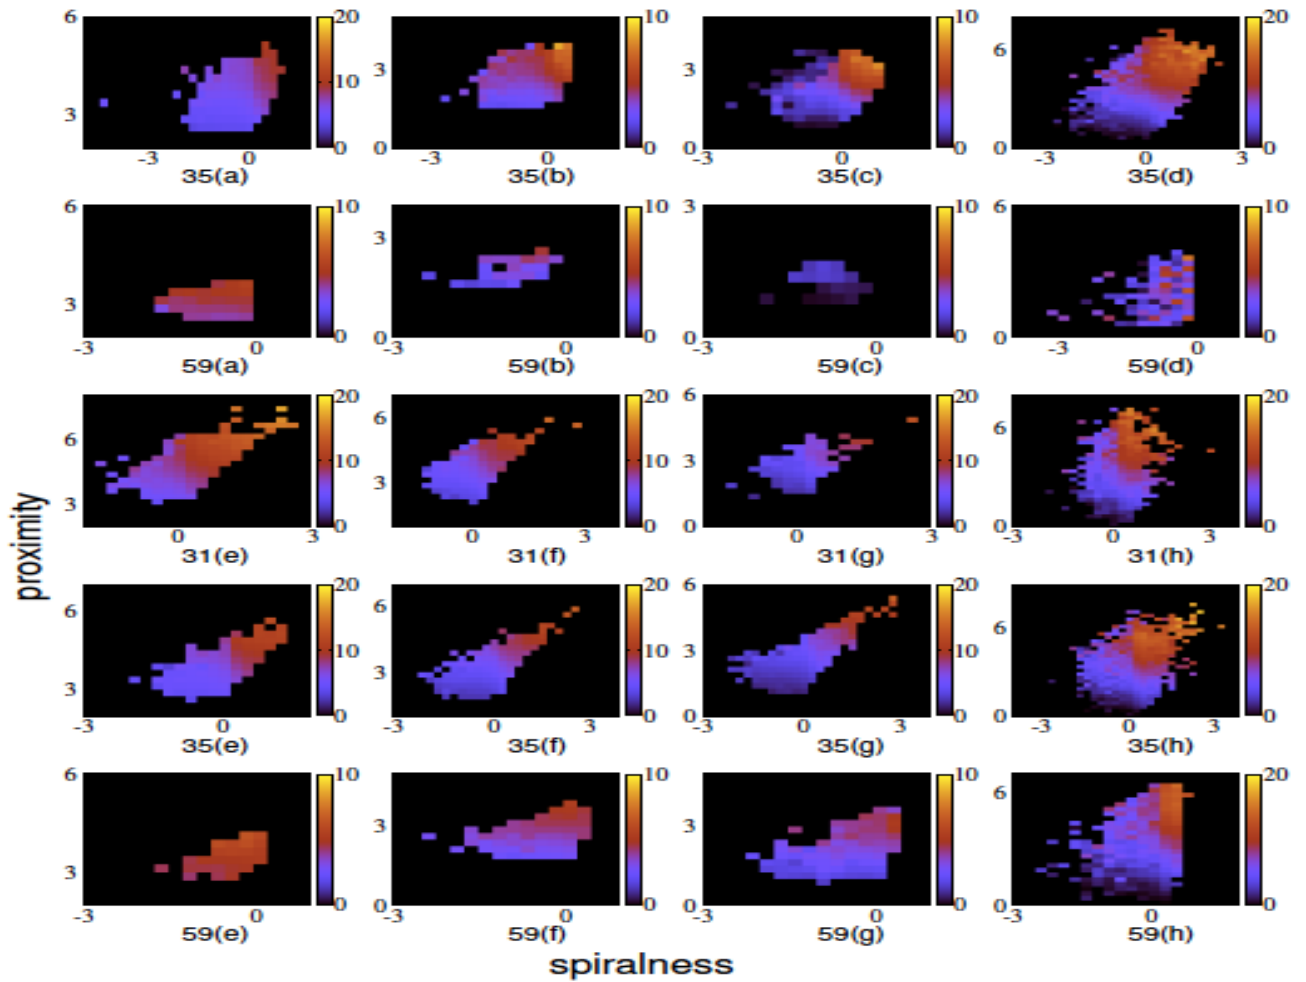 6 20 10 10 20
6
3 3 10
10
3
0 0 0 0 0 0
-3 0 -3 0 -3 0 -3 0 3
35(a) 35(b) 35(c) 35(d)
6 10 10 3 10 6 10
3
3
0 0 0 0 0 0 0
-3 0 -3 0 -3 0 -3 0
59(a) 59(b) 59(c) 59(d)
20 20 6 20 20
6 6 6
10 10 3 10 10
3 3
0 0 0 0 0
0 3 0 3 0 -3 0 3
31(e) 31(f) 31(g) 31(h)
proximity
20 20 6 20 20
6 6 6
10 3 10 3 10 10
3
0 0 0 0 0 0
-3 0 -3 0 3 -3 0 3 -3 0 3
35(e) 35(f) 35(g) 35(h)
6 10 10 10 20
6
3 3 10
3
0 0 0 0 0 0 0
-3 0 -3 0 -3 0 -3 0
59(e) 59(f) 59(g) 59(h)
spiralness